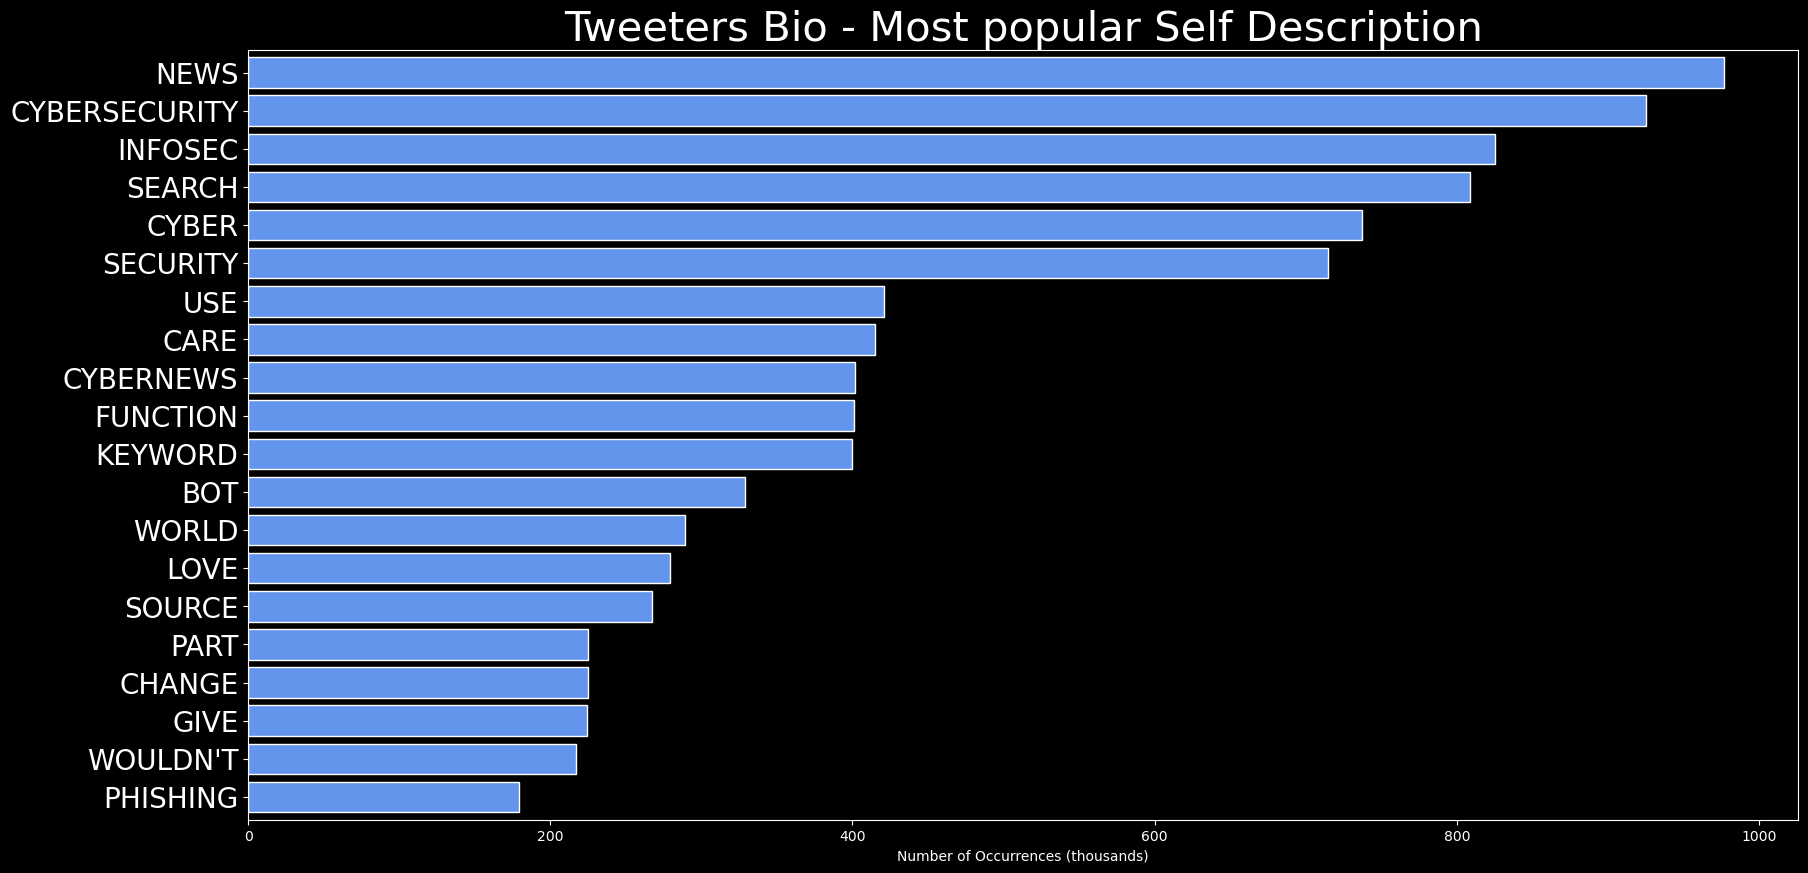 Tweeters Bio - Most popular Self Description
NEWS
CYBERSECURITY
INFOSEC
SEARCH
CYBER
SECURITY
USE
CARE
CYBERNEWS
FUNCTION
KEYWORD
BOT
WORLD
LOVE
SOURCE
PART
CHANGE
GIVE
WOULDN'T
PHISHING
0 200 400 600 800 1000
Number of Occurrences (thousands)